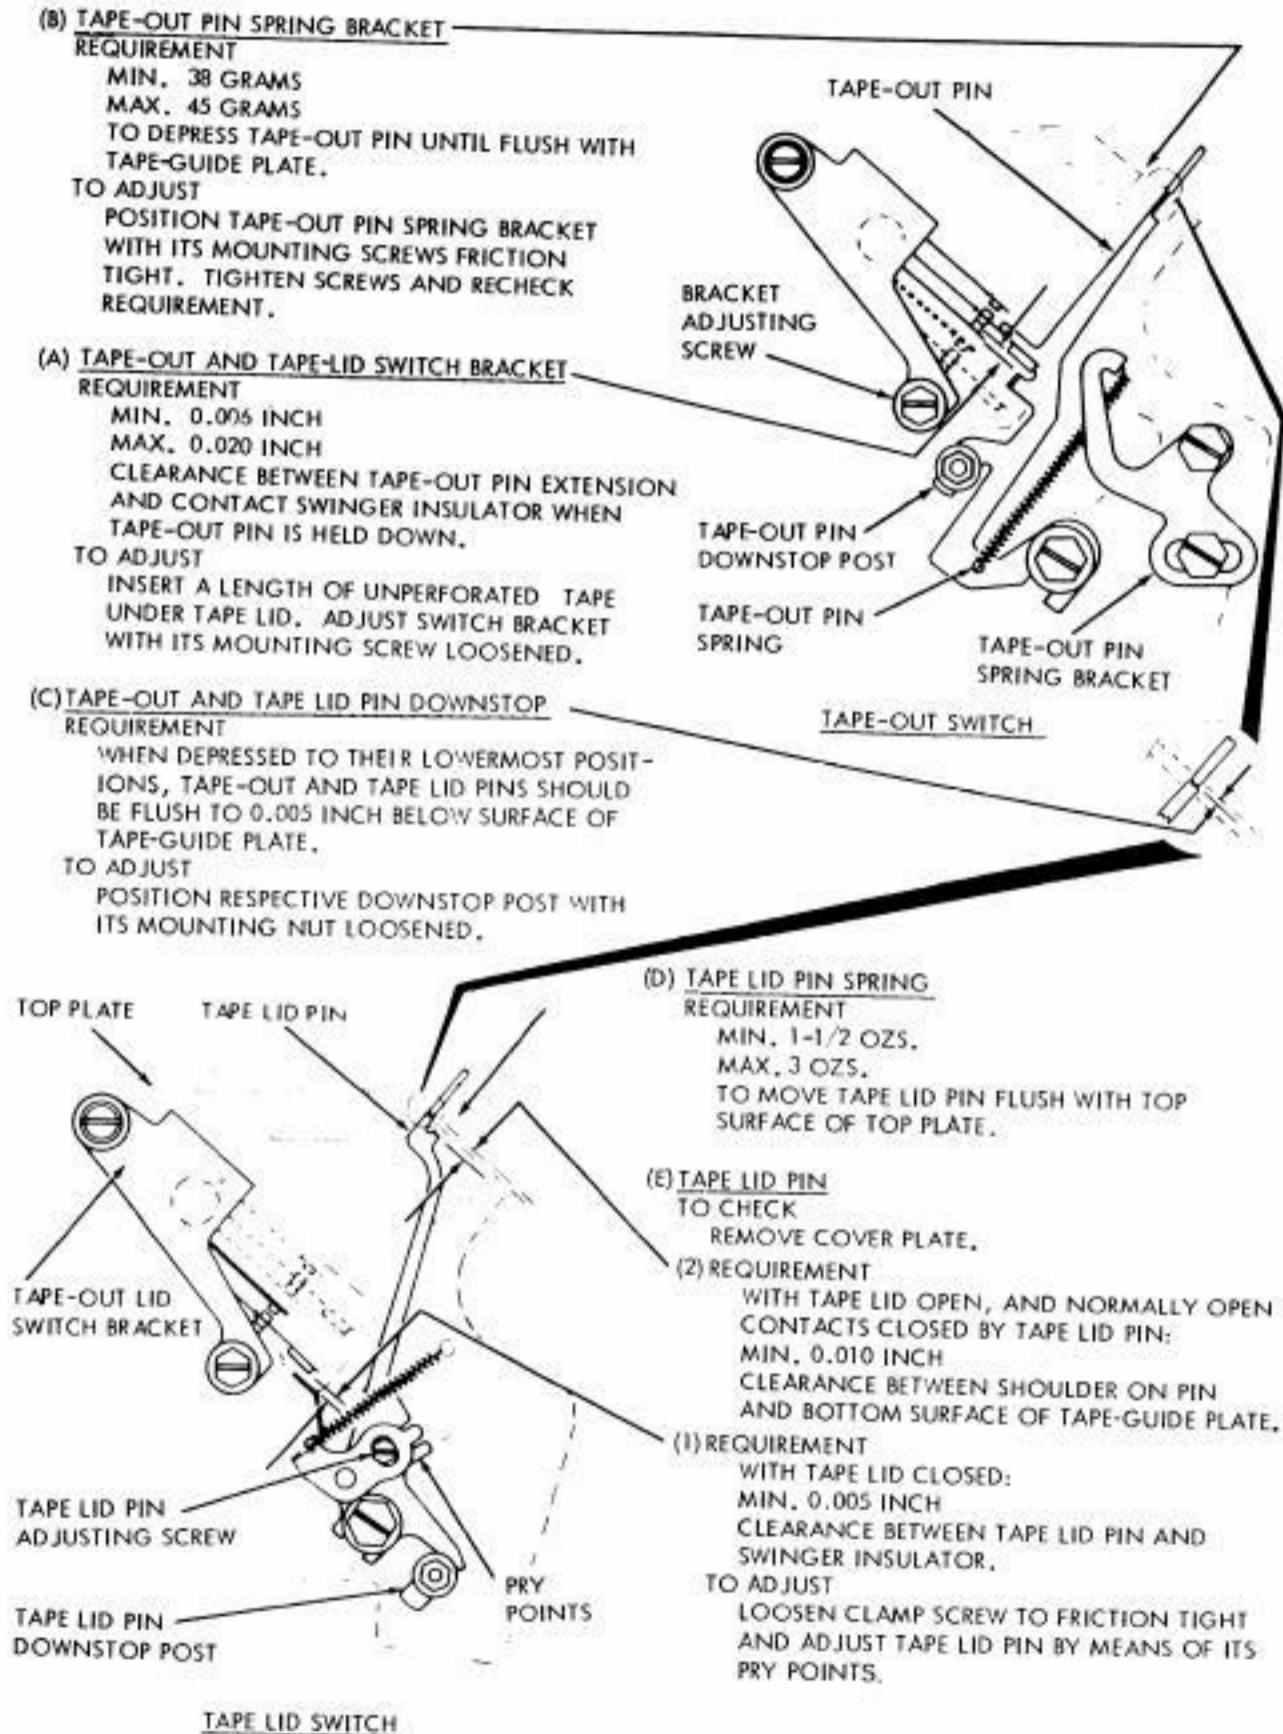 (B) TAPE-OUT PIN SPRING BRACKET
REQUIREMENT
MIN. 38 GRAMS
MAX. 45 GRAMS
TO DEPRESS TAPE-OUT PIN UNTIL FLUSH WITH
TAPE-GUIDE PLATE.
TO ADJUST
POSITION TAPE-OUT PIN SPRING BRACKET
WITH ITS MOUNTING SCREWS FRICTION
TIGHT. TIGHTEN SCREWS AND RECHECK
REQUIREMENT.
TAPE-OUT PIN
BRACKET
ADJUSTING
SCREW
(A) TAPE-OUT AND TAPE-LID SWITCH BRACKET
REQUIREMENT
MIN. 0.006 INCH
MAX. 0.020 INCH
CLEARANCE BETWEEN TAPE-OUT PIN EXTENSION
AND CONTACT SWINGER INSULATOR WHEN
TAPE-OUT PIN IS HELD DOWN.
TO ADJUST
INSERT A LENGTH OF UNPERFORATED TAPE
UNDER TAPE LID. ADJUST SWITCH BRACKET
WITH ITS MOUNTING SCREW LOOSENED.
TAPE-OUT PIN
DOWNSTOP POST
TAPE-OUT PIN
SPRING
TAPE-OUT PIN
SPRING BRACKET
TAPE-OUT SWITCH
(C) TAPE-OUT AND TAPE LID PIN DOWNSTOP
REQUIREMENT
WHEN DEPRESSED TO THEIR LOWERMOST POSIT-
IONS, TAPE-OUT AND TAPE LID PINS SHOULD
BE FLUSH TO 0.005 INCH BELOW SURFACE OF
TAPE-GUIDE PLATE.
TO ADJUST
POSITION RESPECTIVE DOWNSTOP POST WITH
ITS MOUNTING NUT LOOSENED.
TOP PLATE
TAPE LID PIN
TAPE-OUT LID
SWITCH BRACKET
TAPE LID PIN
ADJUSTING SCREW
TAPE LID PIN
DOWNSTOP POST
PRY
POINTS
TAPE LID SWITCH
(D) TAPE LID PIN SPRING
REQUIREMENT
MIN. 1-1/2 OZS.
MAX. 3 OZS.
TO MOVE TAPE LID PIN FLUSH WITH TOP
SURFACE OF TOP PLATE.
(E) TAPE LID PIN
TO CHECK
REMOVE COVER PLATE.
(2) REQUIREMENT
WITH TAPE LID OPEN, AND NORMALLY OPEN
CONTACTS CLOSED BY TAPE LID PIN:
MIN. 0.010 INCH
CLEARANCE BETWEEN SHOULDER ON PIN
AND BOTTOM SURFACE OF TAPE-GUIDE PLATE.
(1) REQUIREMENT
WITH TAPE LID CLOSED:
MIN. 0.005 INCH
CLEARANCE BETWEEN TAPE LID PIN AND
SWINGER INSULATOR.
TO ADJUST
LOOSEN CLAMP SCREW TO FRICTION TIGHT
AND ADJUST TAPE LID PIN BY MEANS OF ITS
PRY POINTS.